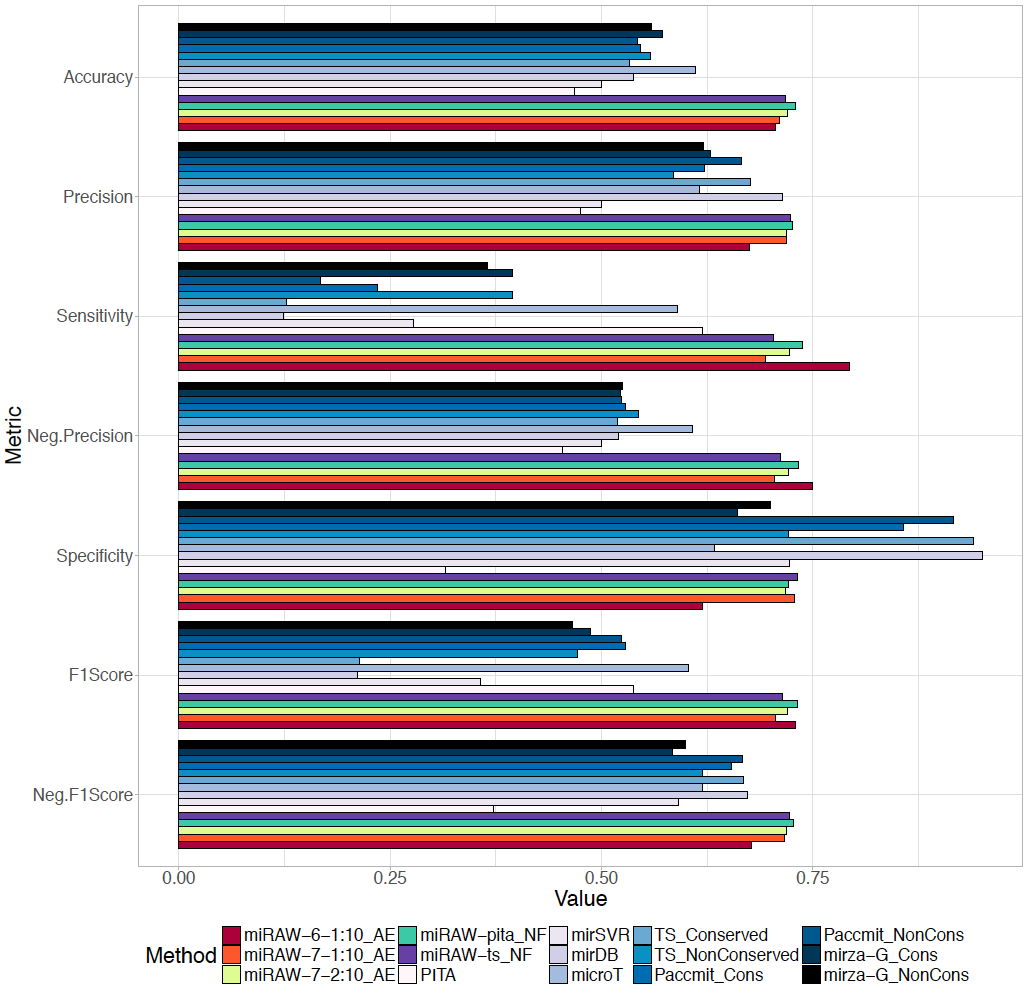 Metric
Accuracy
Precision
Sensitivity
Neg.Precision
Specificity
F1Score
Neg.F1Score
0.00 0.25 0.50 0.75
Value
Method
miRAW−6−1:10_AE miRAW−pita_NF mirSVR TS_Conserved Paccmit_NonCons
miRAW−7−1:10_AE miRAW−ts_NF mirDB TS_NonConserved mirza−G_Cons
miRAW−7−2:10_AE PITA microT Paccmit_Cons mirza−G_NonCons